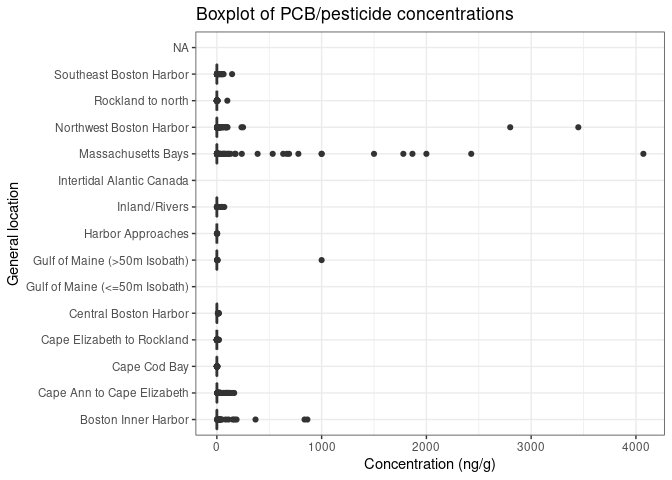 Boxplot of PCB/pesticide concentrations
General location
NA
Southeast Boston Harbor
Rockland to north
Northwest Boston Harbor
Massachusetts Bays
Intertidal Alantic Canada
Inland/Rivers
Harbor Approaches
Gulf of Maine (>50m Isobath)
Gulf of Maine (<=50m Isobath)
Central Boston Harbor
Cape Elizabeth to Rockland
Cape Cod Bay
Cape Ann to Cape Elizabeth
Boston Inner Harbor
0 1000 2000 3000 4000
Concentration (ng/g)